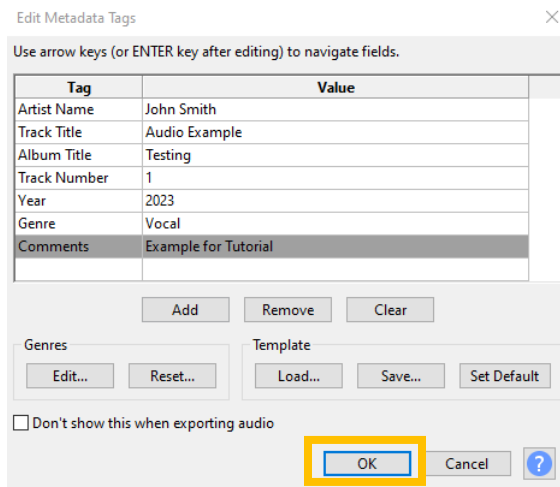 Edit Metadata Tags
Use arrow keys (or ENTER key after editing) to navigate fields.
Tag Value
Artist Name John Smith
Track Title Audio Example
Album Title Testing
Track Number 1
Year 2023
Genre Vocal
Comments Example for Tutorial
Add Remove Clear
Genres Template
Edit... Reset... Load... Save... Set Default
Don't show this when exporting audio
OK Cancel ?